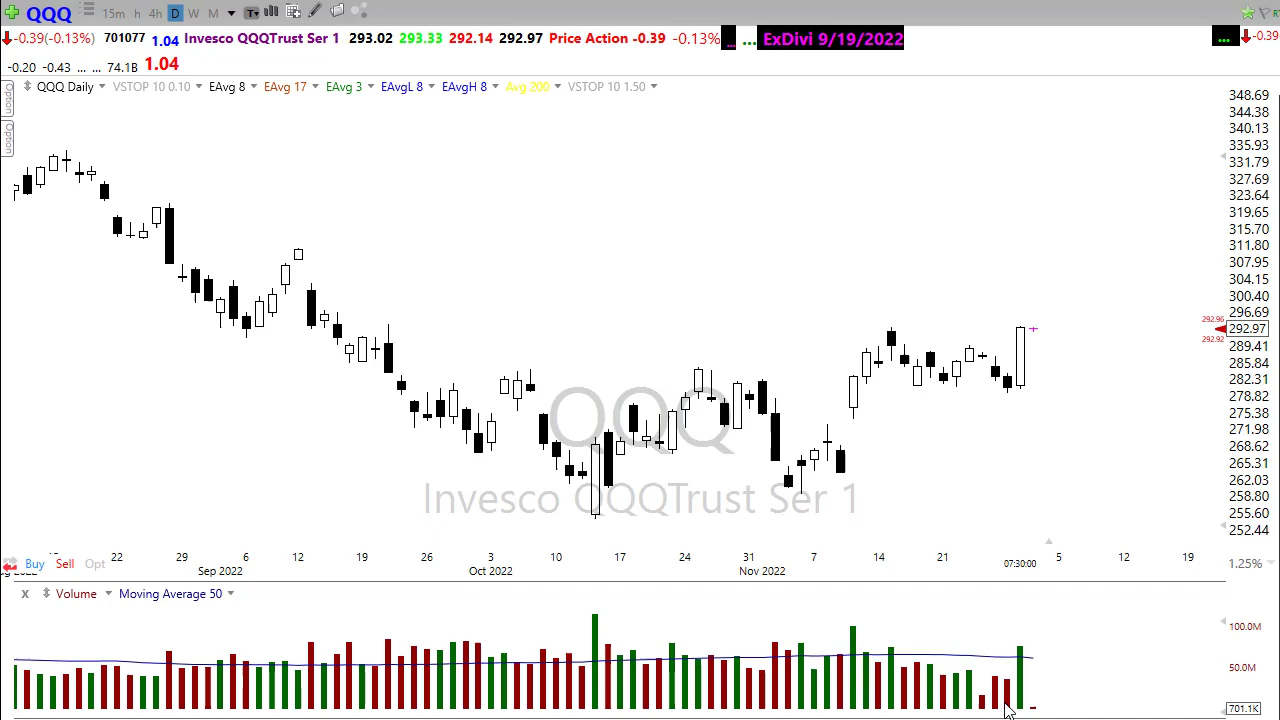 QQQ 15m h 4h D W M T
-0.39(-0.13%) 701077 1.04 Invesco QQQTrust Ser 1 293.02 293.33 292.14 292.97 Price Action -0.39 -0.13% ... ... ExDivi 9/19/2022 ... -0.39
-0.20 -0.43 ... ... 74.1B 1.04
QQQ Daily VSTOP 10 0.10 EAvg 8 EAvg 17 EAvg 3 EAvgL 8 EAvgH 8 Avg 200 VSTOP 10 1.50
Option
Option
348.69
344.38
340.13
335.93
331.79
327.69
323.64
319.65
315.70
311.80
307.95
304.15
300.40
296.69
292.96
292.97
292.92
289.41
285.84
282.31
278.82
275.38
271.98
268.62
265.31
262.03
258.80
255.60
252.44
QQQ
Invesco QQQTrust Ser 1
22 29 6 12 19 26 3 10 17 24 31 7 14 21 5 12 19
Buy Sell Opt 07:30:00 1.25%
Sep 2022 Oct 2022 Nov 2022
x Volume Moving Average 50
100.0M
50.0M
701.1K